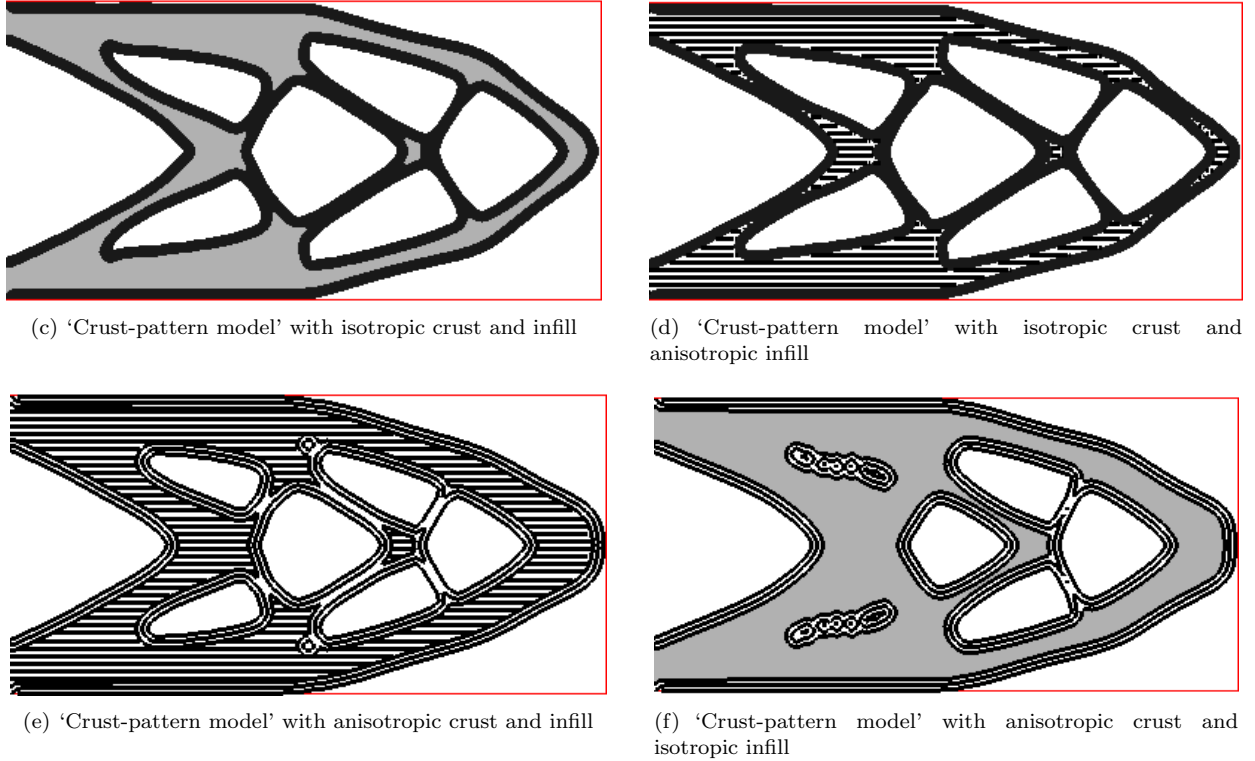 (c) ‘Crust-pattern model’ with isotropic crust and infill
(d) ‘Crust-pattern model’ with isotropic crust and
anisotropic infill
(e) ‘Crust-pattern model’ with anisotropic crust and infill
(f) ‘Crust-pattern model’ with anisotropic crust and
isotropic infill